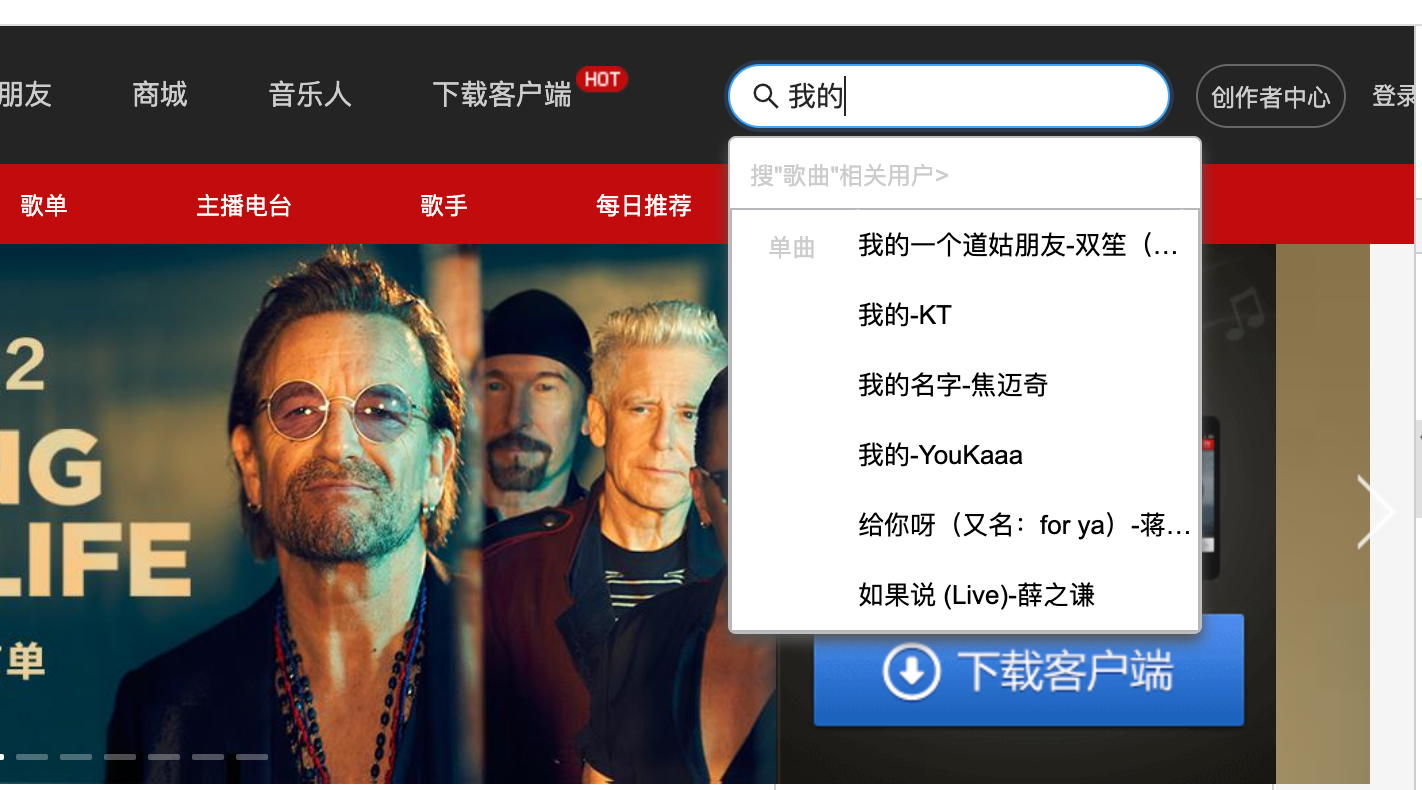 朋友
商城
音乐人
下载客户端
HOT
我的
创作者中心
登录
歌单
主播电台
歌手
每日推荐
搜"歌曲"相关用户>
单曲
我的一个道姑朋友-双笙（…
我的-KT
我的名字-焦迈奇
我的-YouKaaa
给你呀（又名：for ya）-蒋…
如果说 (Live)-薛之谦
2
NG
LIFE
单
下载客户端